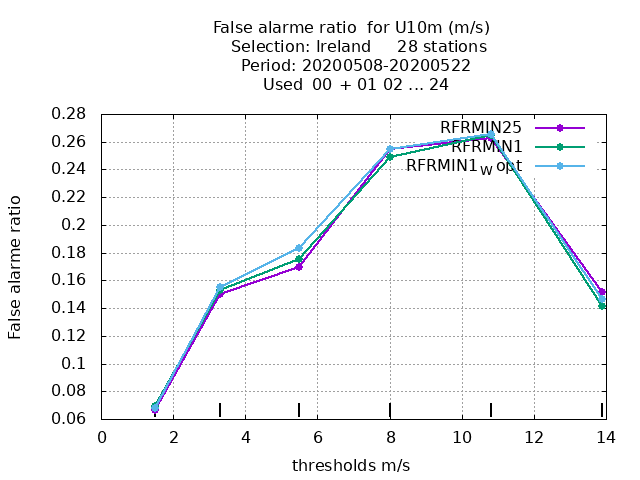 False alarme ratio  for U10m (m/s)
Selection: Ireland     28 stations
Period: 20200508-20200522
Used  00 + 01 02 ... 24
0.28
0.26
0.24
0.22
0.2
0.18
0.16
0.14
0.12
0.1
0.08
0.06
False alarme ratio
RFRMIN25
RFRMIN1
RFRMIN1W opt
0 2 4 6 8 10 12 14
thresholds m/s